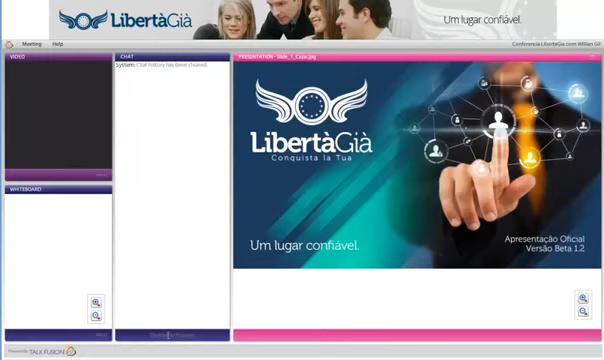 LibertàGià
Um lugar confiável.
Meeting Help
Conferencia LibertaGia com Willian Gil
VIDEO
CHAT
PRESENTATION - Slide_1_Capa.jpg
System: Chat history has been cleared.
LibertàGià
Conquista la Tua
WHITEBOARD
Um lugar confiável.
Apresentação Oficial
Versão Beta 1.2
Powered by TALK FUSION